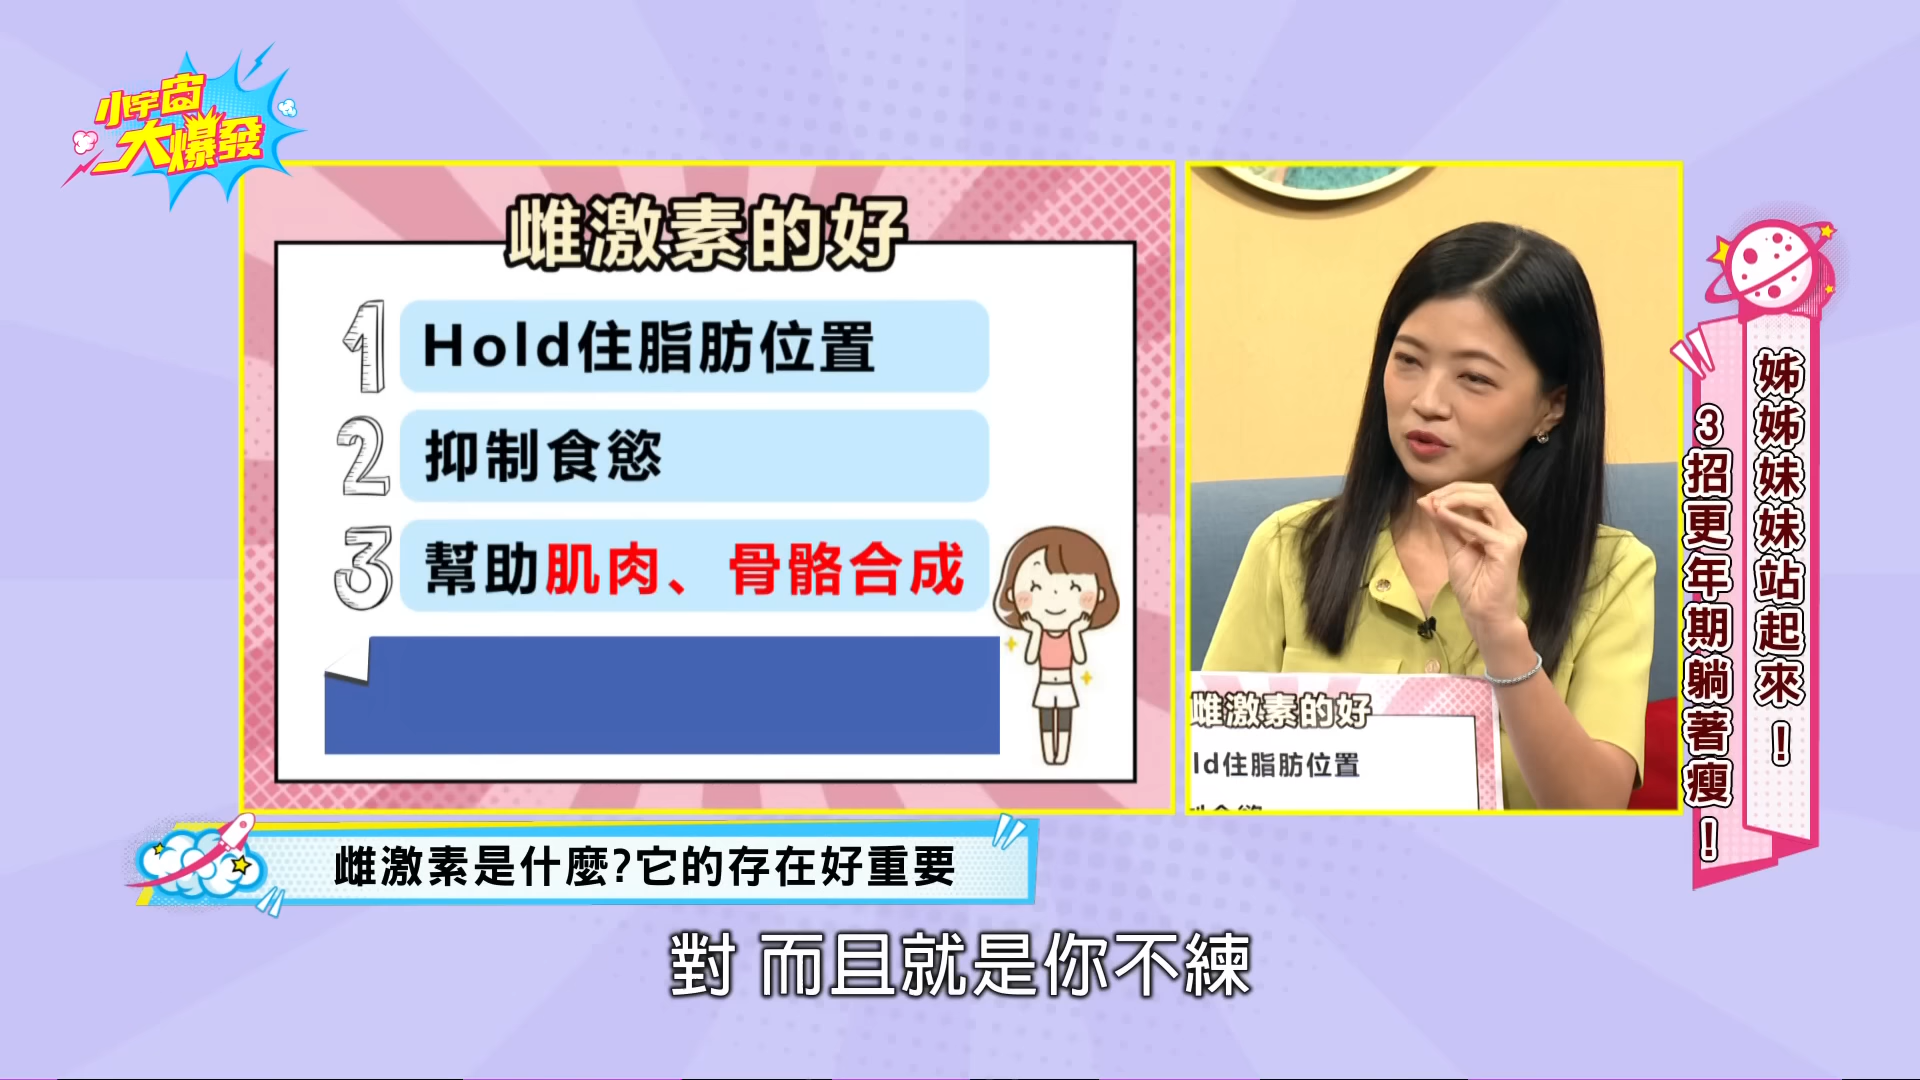 小宇宙
大爆發
雌激素的好
1 Hold住脂肪位置
2 抑制食慾
3 幫助肌肉、骨骼合成
雌激素的好
ld住脂肪位置
姊姊妹妹站起來！
3招更年期躺著瘦！
雌激素是什麼?它的存在好重要
對 而且就是你不練